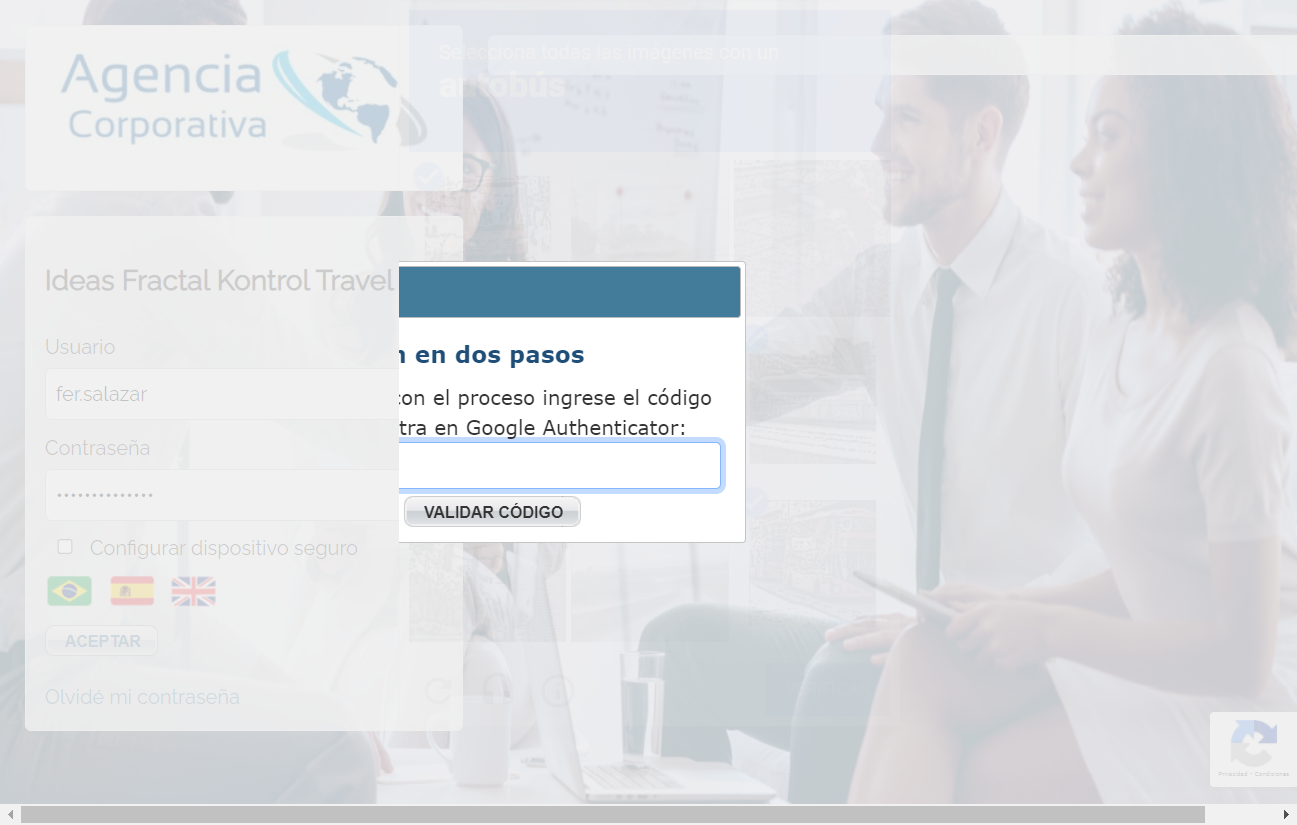 Agencia
Corporativa
Selecciona todas las imágenes con un
autobús
Ideas Fractal Kontrol Travel
Usuario
fer.salazar
Contraseña
Configurar dispositivo seguro
ACEPTAR
Olvidé mi contraseña
en dos pasos
con el proceso ingrese el código
tra en Google Authenticator:
VALIDAR CÓDIGO
Privacidad - Condiciones